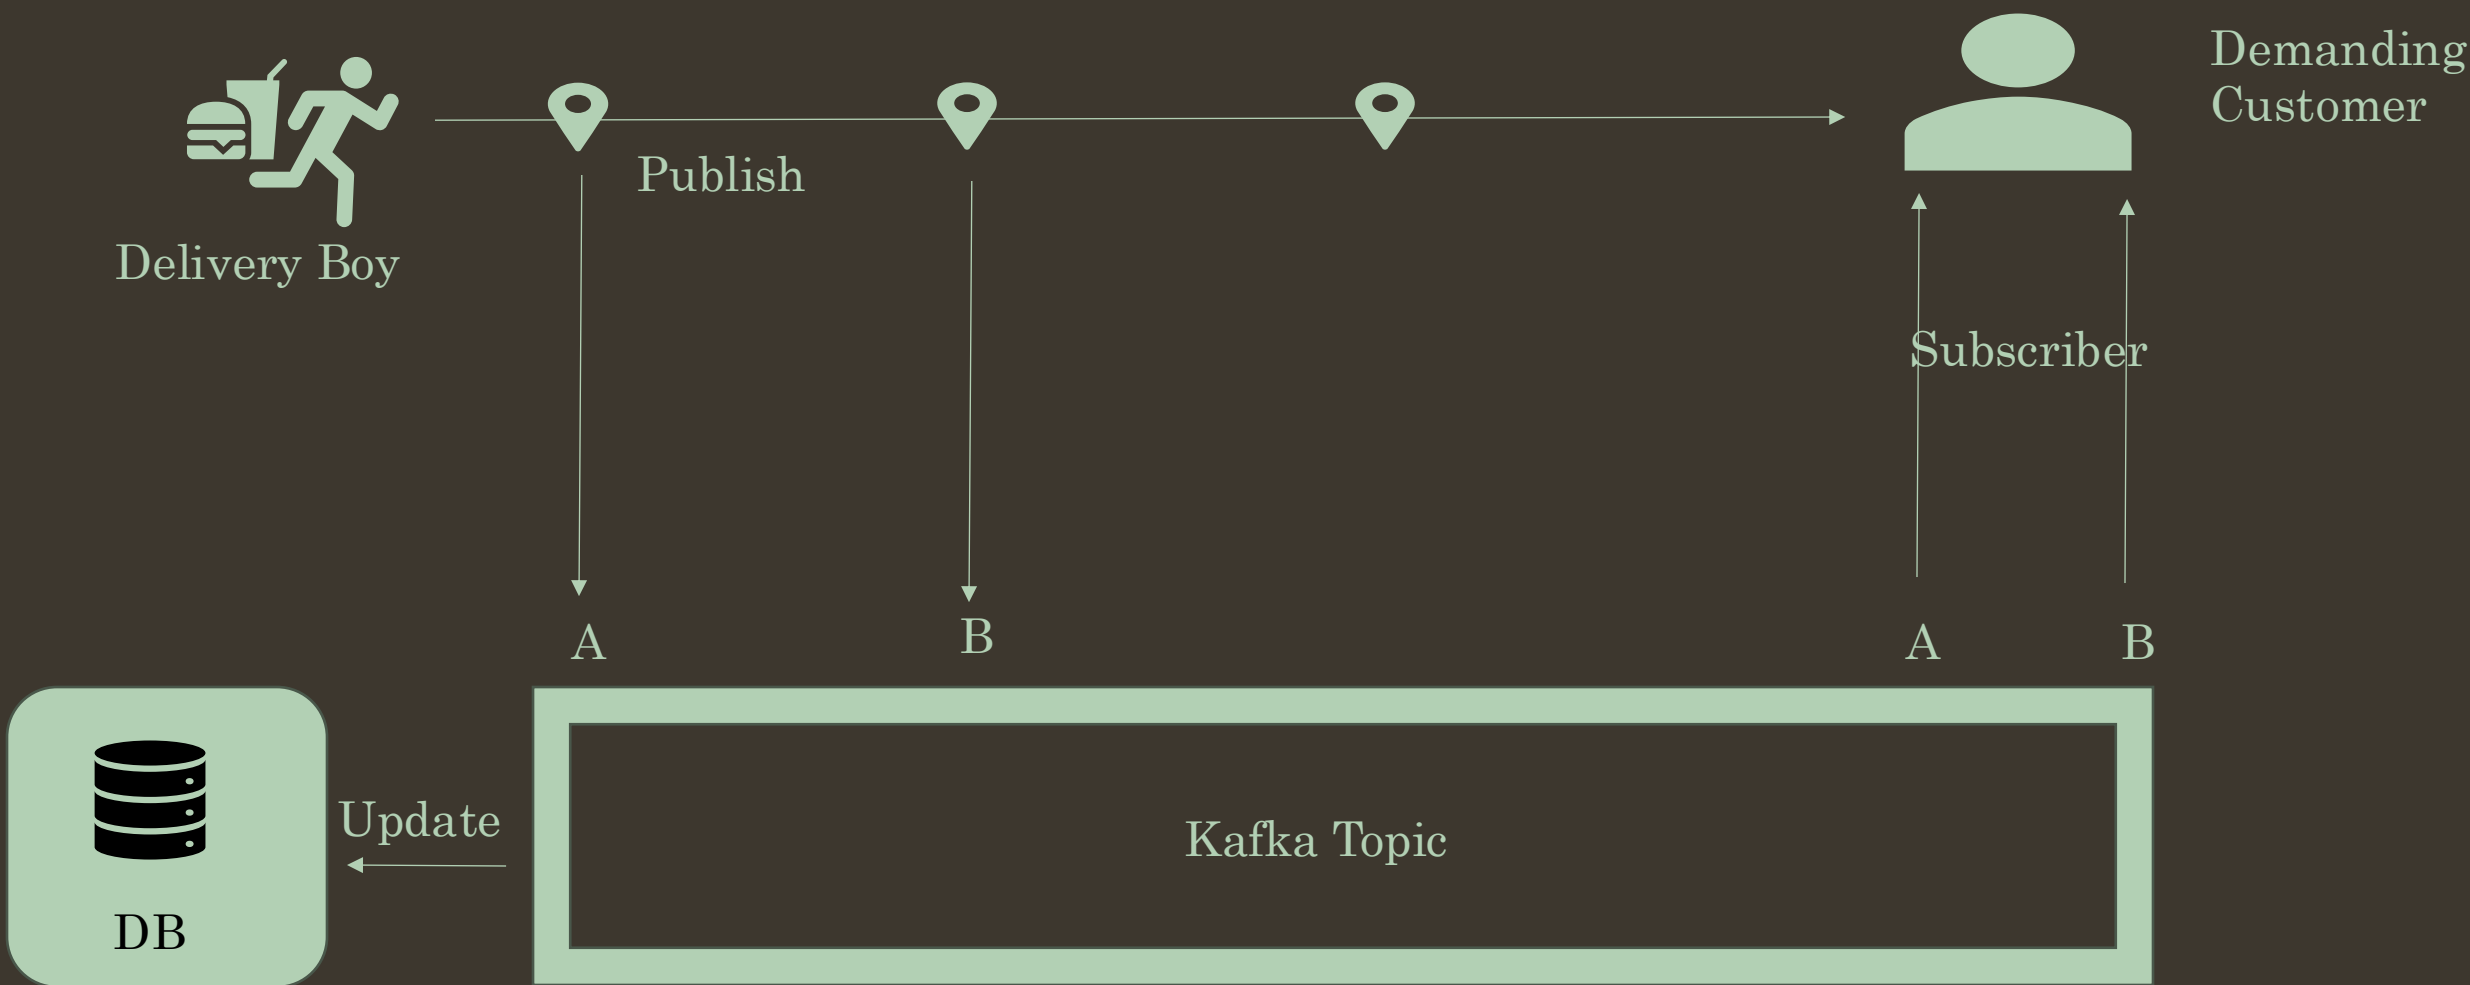 Demanding
Customer
Publish
Delivery Boy
Subscriber
A
B
A
B
Update
Kafka Topic
DB